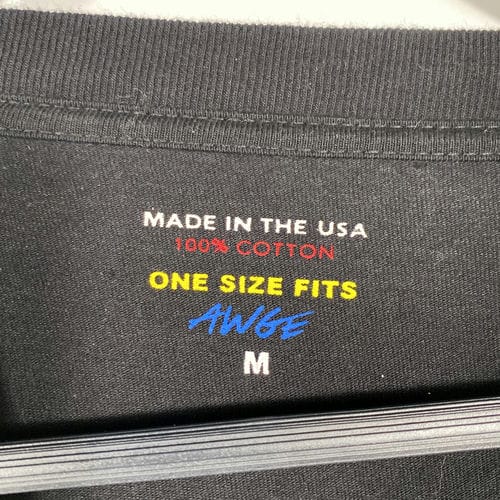 MADE IN THE USA
100% COTTON
ONE SIZE FITS
AWGE
M